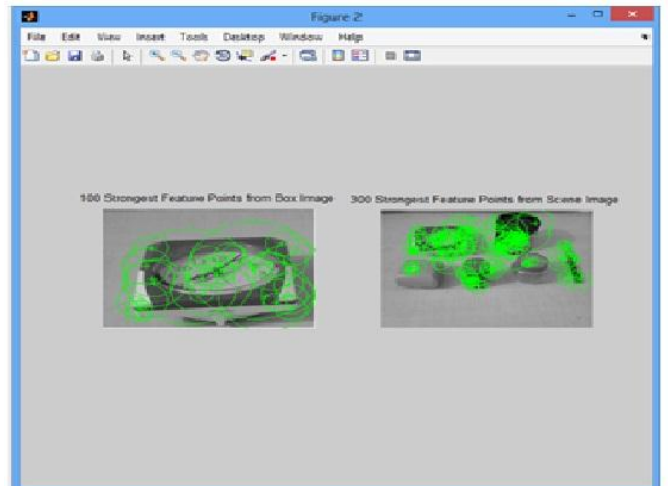 Figure 2
File Edit View Insert Tools Desktop Window Help
100 Strongest Feature Points from Box Image
300 Strongest Feature Points from Scene Image